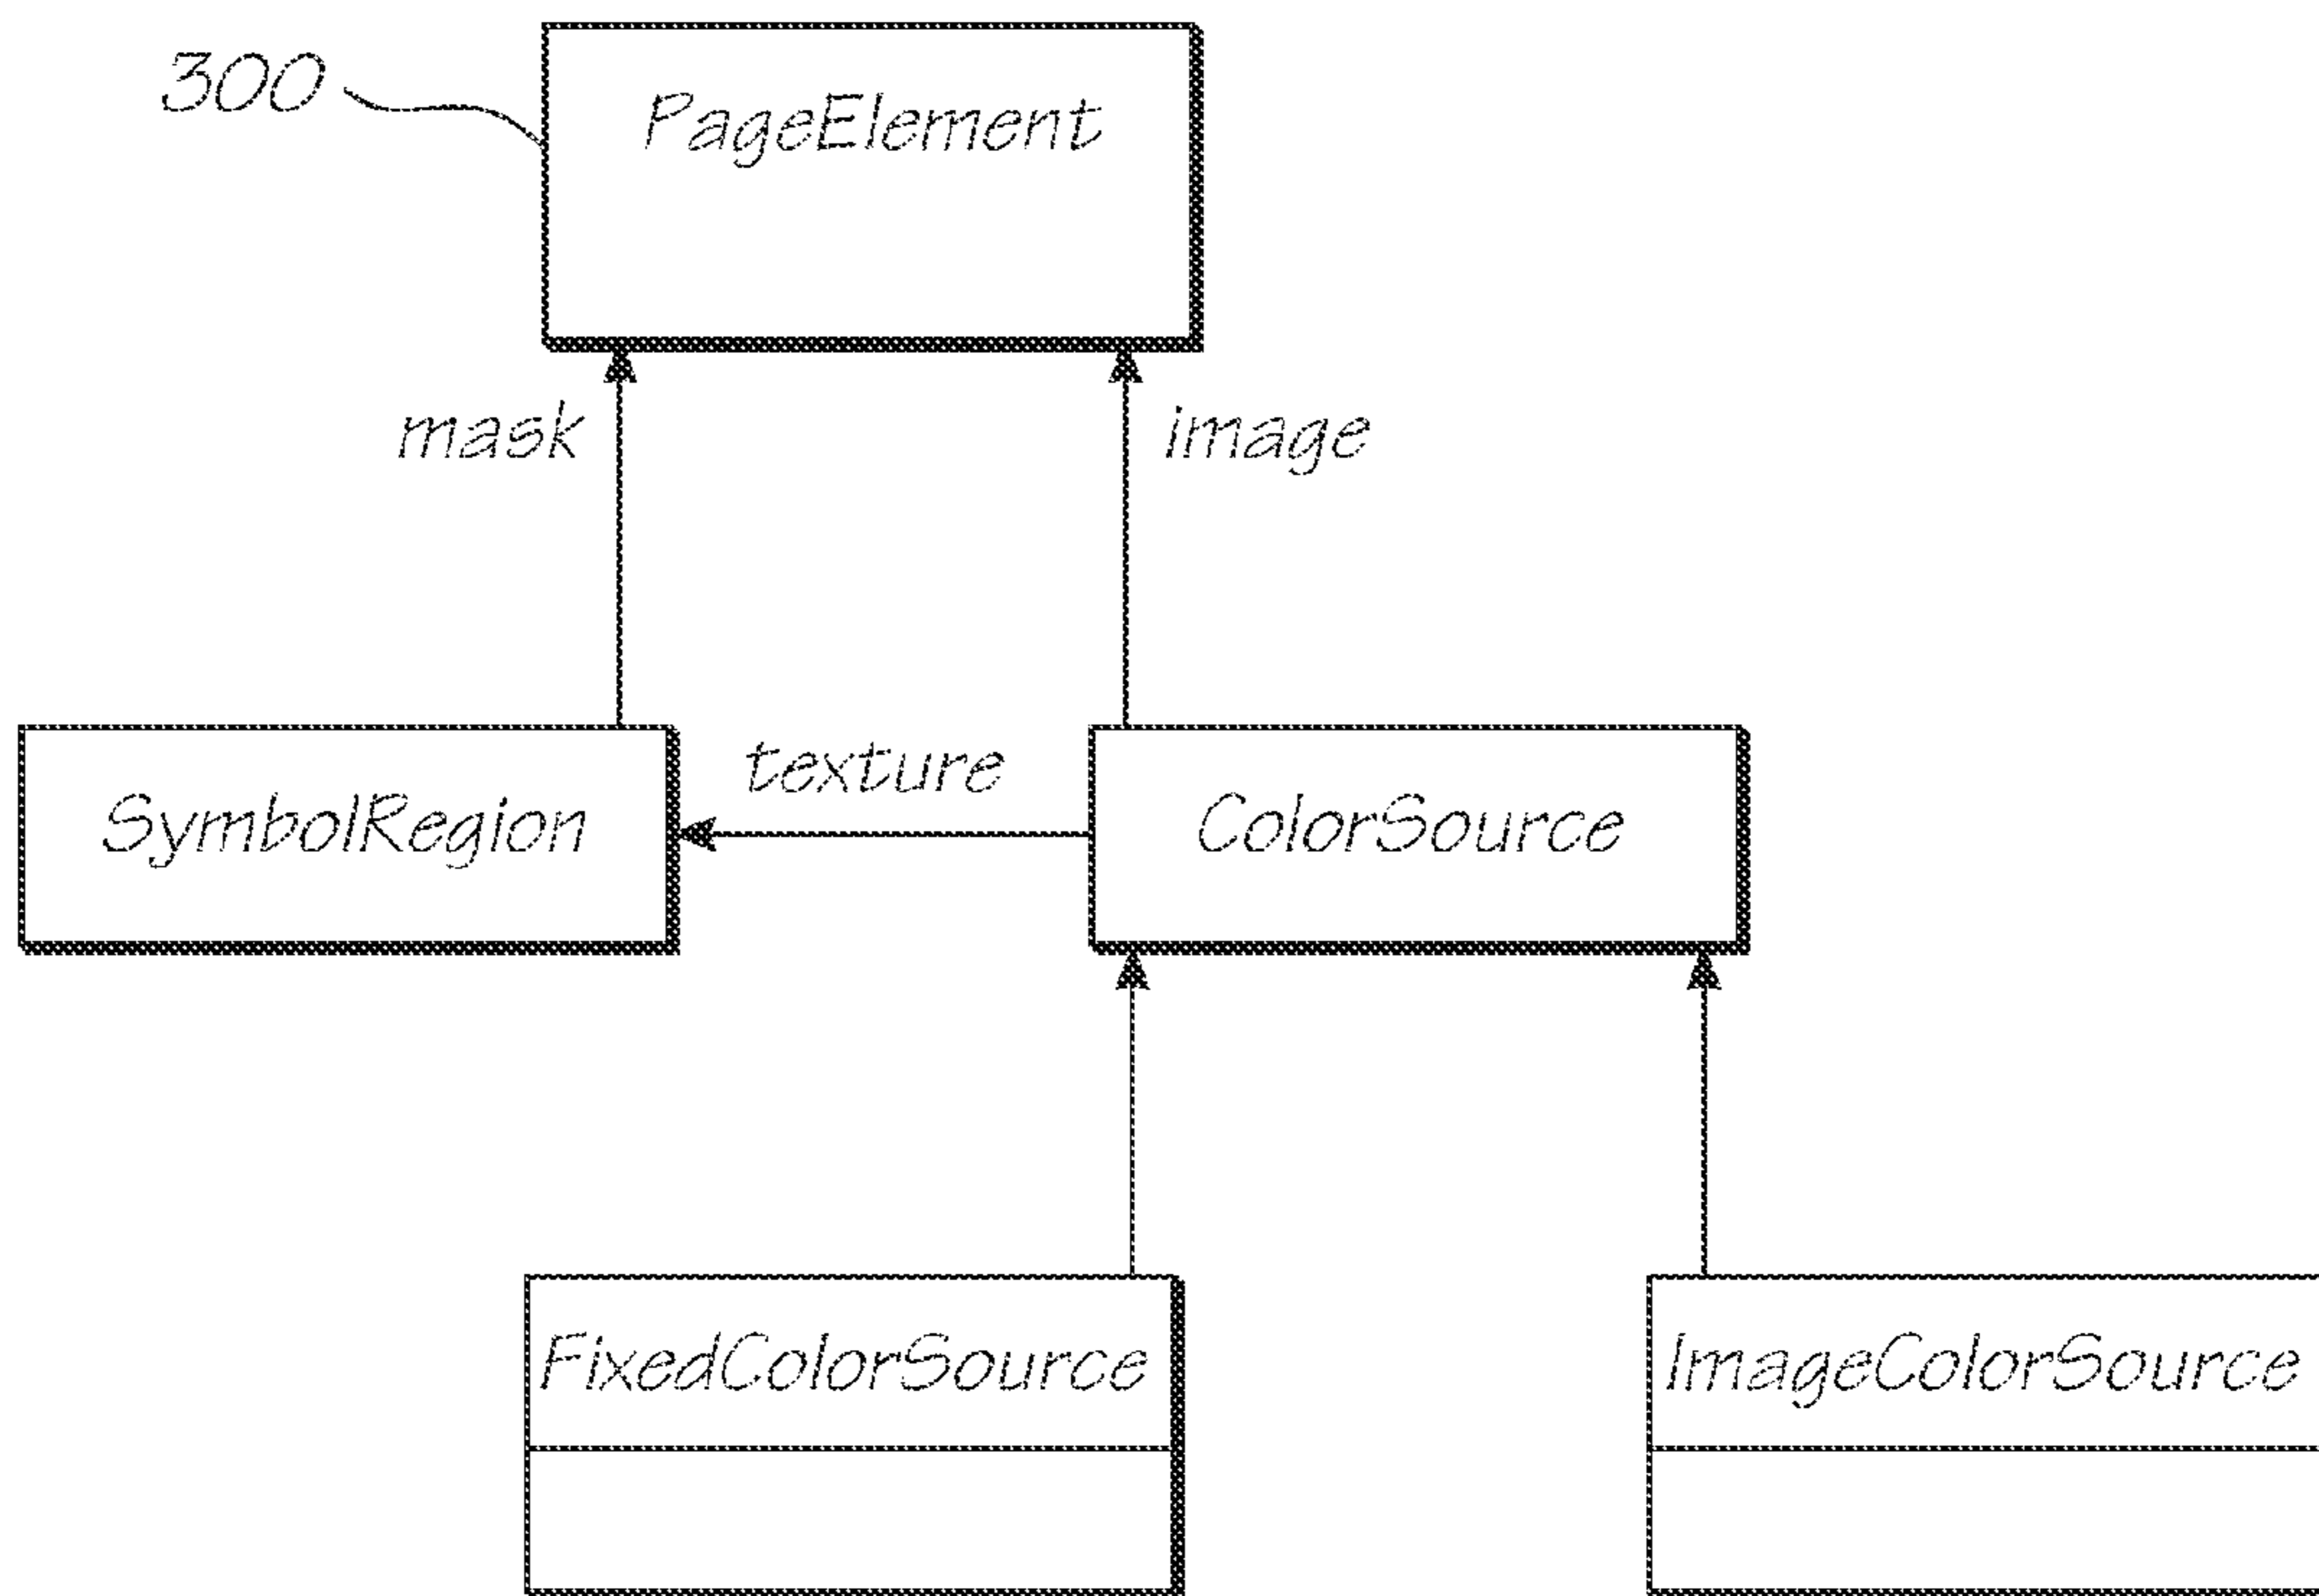 300
PageElement
mask
image
texture
SymbolRegion
ColorSource
FixedColorSource
ImageColorSource